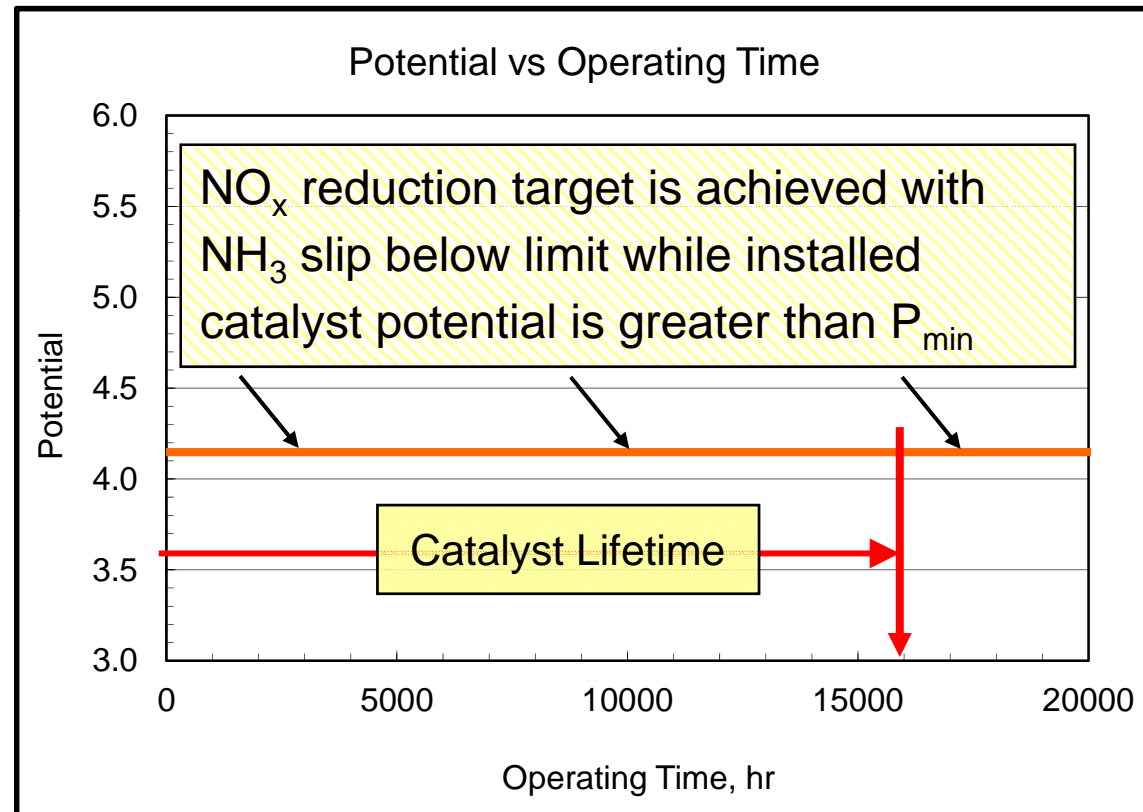 Potential vs Operating Time
6.0
5.5
5.0
4.5
4.0
3.5
3.0
Potential
NOₓ reduction target is achieved with
NH₃ slip below limit while installed
catalyst potential is greater than Pₘᵢₙ
Catalyst Lifetime
0 5000 10000 15000 20000
Operating Time, hr